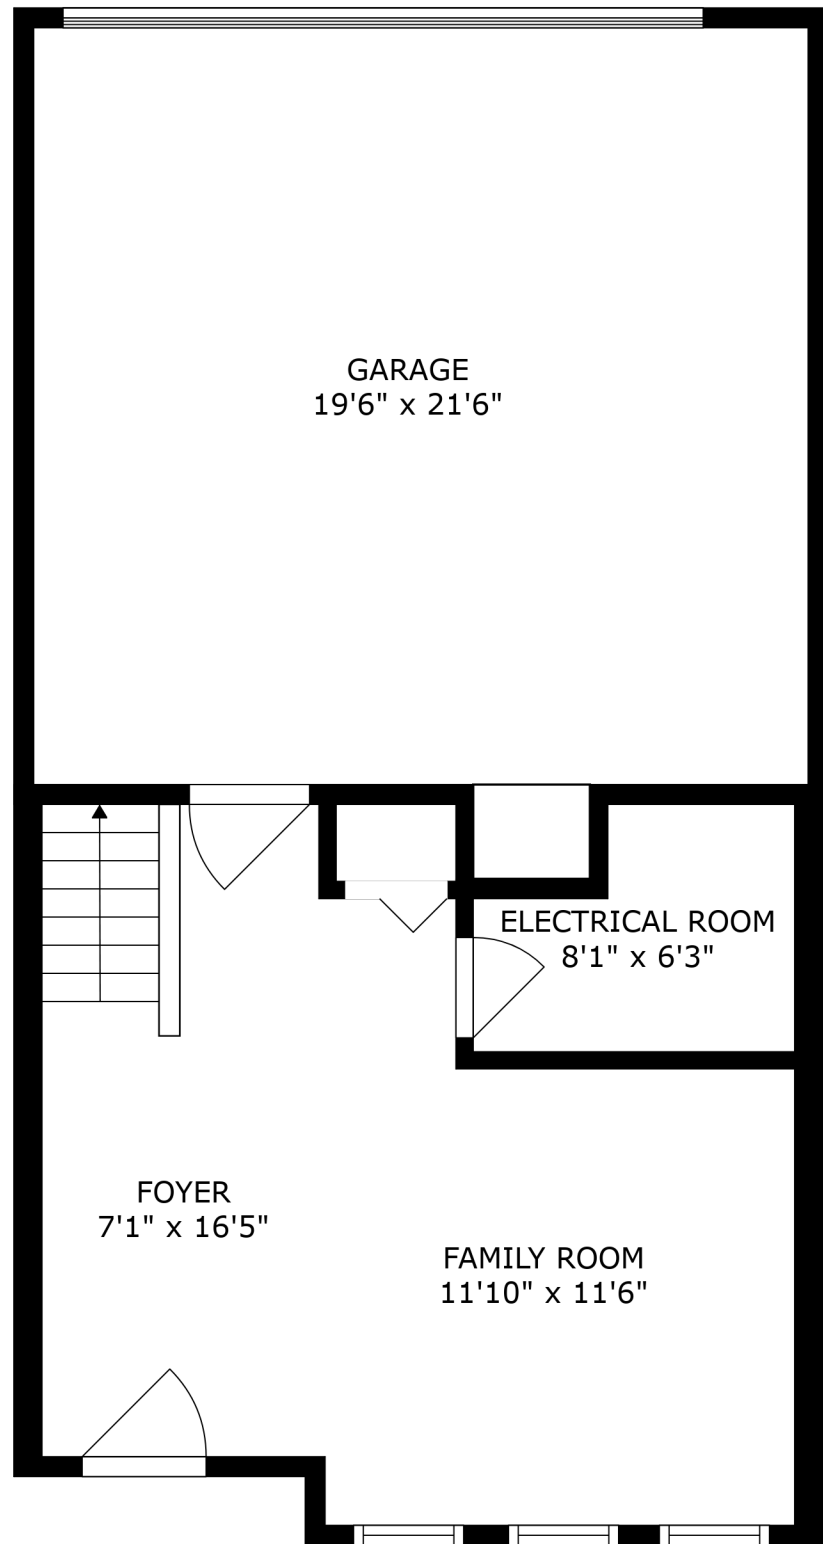 GARAGE
19'6" x 21'6"
ELECTRICAL ROOM
8'1" x 6'3"
FOYER
7'1" x 16'5"
FAMILY ROOM
11'10" x 11'6"